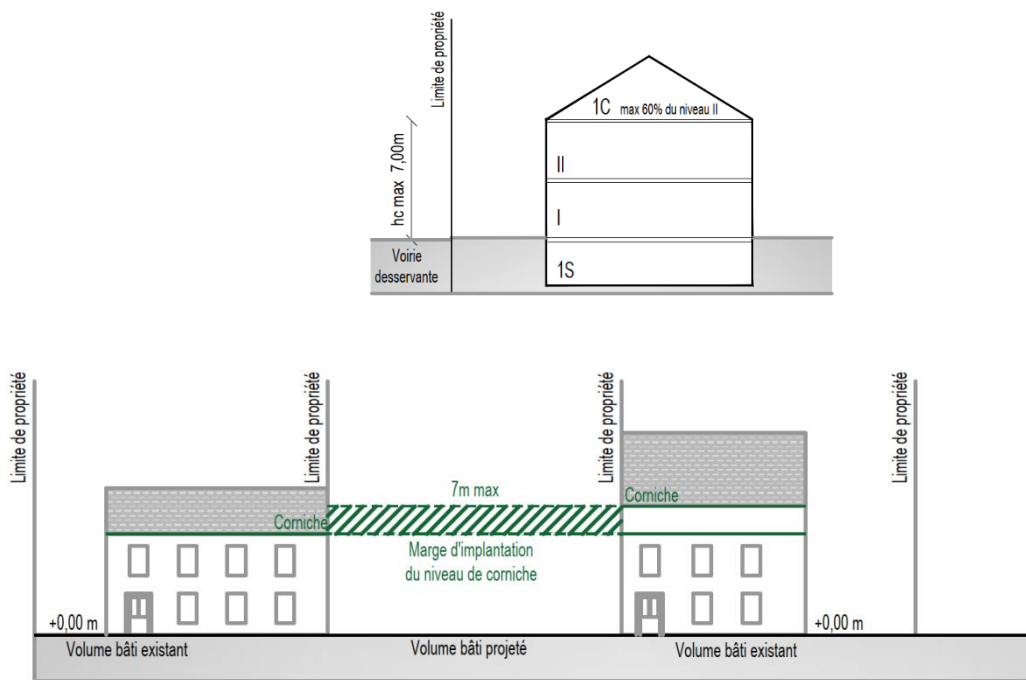 Limite de propriété
1C max 60% du niveau II
hc max 7,00m
II
I
Voirie
desservante
1S
Limite de propriété
Limite de propriété
Limite de propriété
Limite de propriété
7m max
Corniche
Corniche
Marge d'implantation
du niveau de corniche
+0,00 m
+0,00 m
Volume bâti existant
Volume bâti projeté
Volume bâti existant